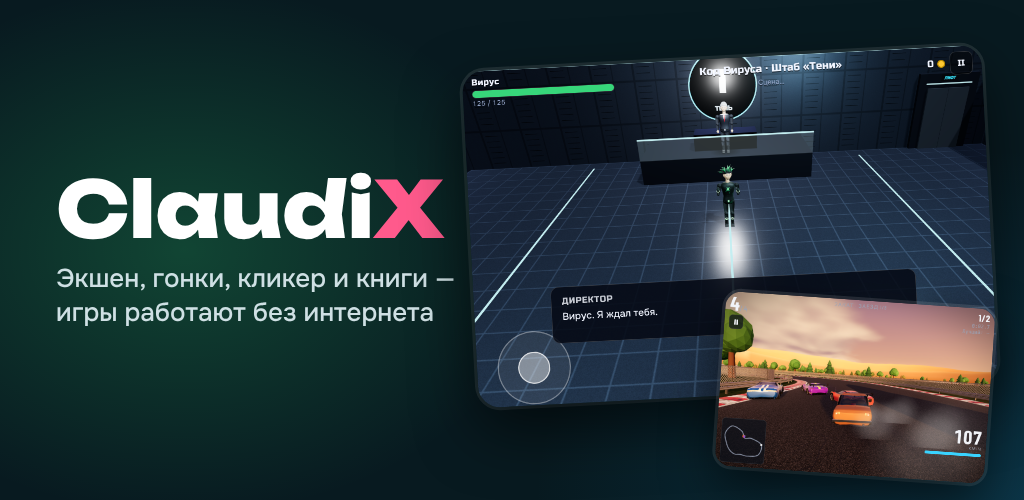 ClaudiX
Экшен, гонки, кликер и книги —
игры работают без интернета
Вирус
125 / 125
Код Вируса · Штаб «Тени»
Сцена...
0
ДИРЕКТОР
Вирус. Я ждал тебя.
4
1/2
107